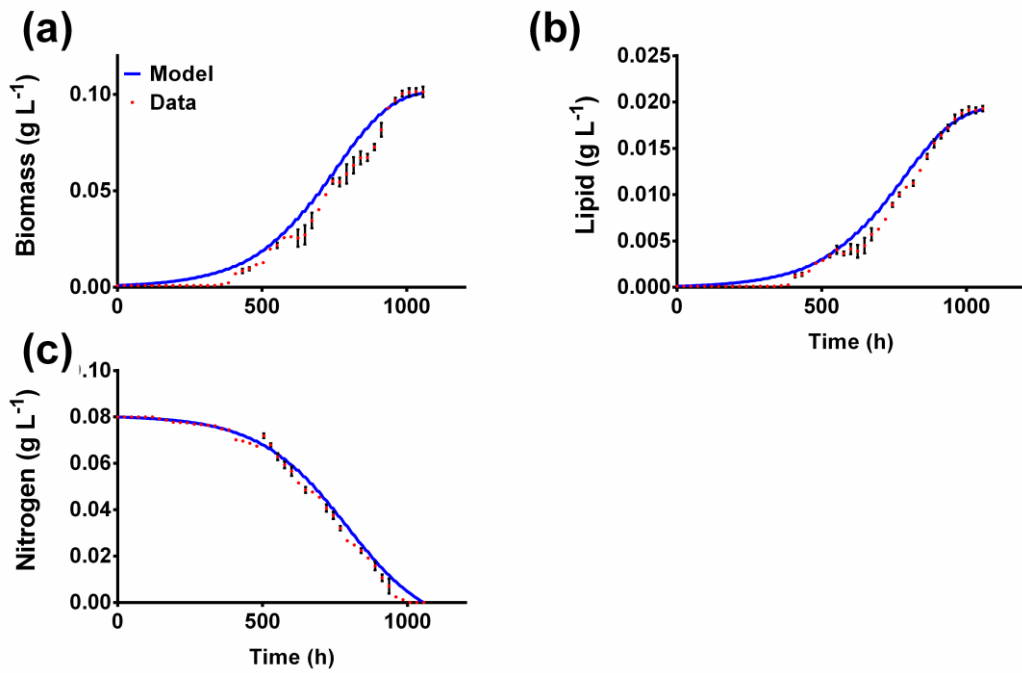 (a)
Biomass (g L-1)
0.10
0.05
0.00
Model
Data
0
500
1000
(b)
Lipid (g L-1)
0.025
0.020
0.015
0.010
0.005
0.000
0
500
1000
Time (h)
(c)
Nitrogen (g L-1)
.10
0.08
0.06
0.04
0.02
0.00
0
500
1000
Time (h)